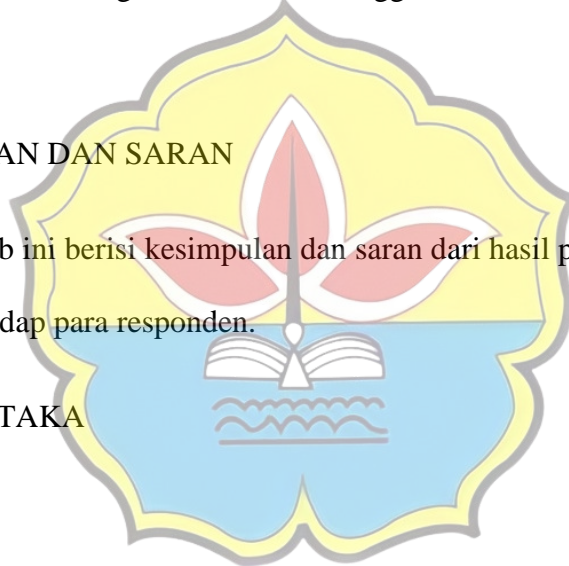 AN DAN SARAN
b ini berisi kesimpulan dan saran dari hasil p
dap para responden.
TAKA